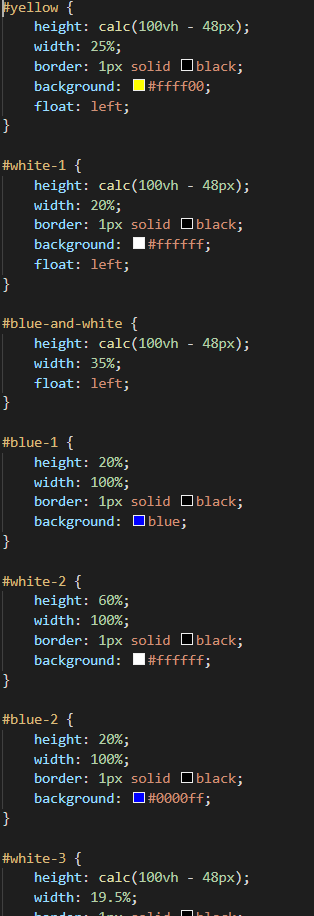 #yellow {
    height: calc(100vh - 48px);
    width: 25%;
    border: 1px solid black;
    background: #ffff00;
    float: left;
}

#white-1 {
    height: calc(100vh - 48px);
    width: 20%;
    border: 1px solid black;
    background: #ffffff;
    float: left;
}

#blue-and-white {
    height: calc(100vh - 48px);
    width: 35%;
    float: left;
}

#blue-1 {
    height: 20%;
    width: 100%;
    border: 1px solid black;
    background: blue;
}

#white-2 {
    height: 60%;
    width: 100%;
    border: 1px solid black;
    background: #ffffff;
}

#blue-2 {
    height: 20%;
    width: 100%;
    border: 1px solid black;
    background: #0000ff;
}

#white-3 {
    height: calc(100vh - 48px);
    width: 19.5%;
    border: 1px solid black;